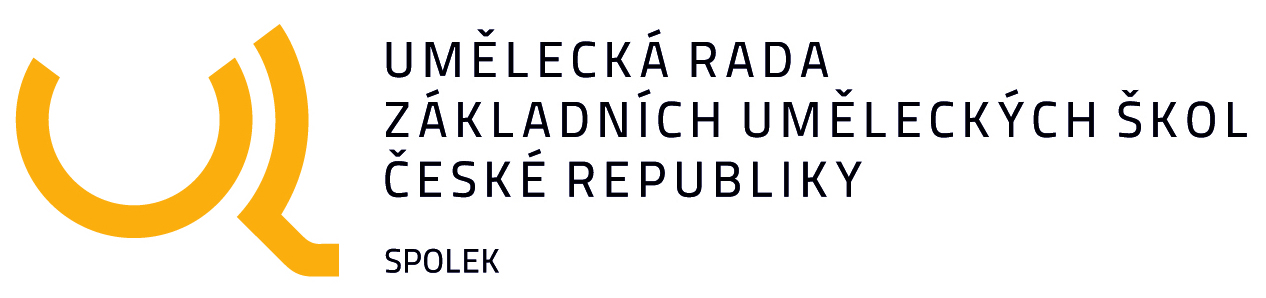 UMĚLECKÁ RADA
ZÁKLADNÍCH UMĚLECKÝCH ŠKOL
ČESKÉ REPUBLIKY
SPOLEK